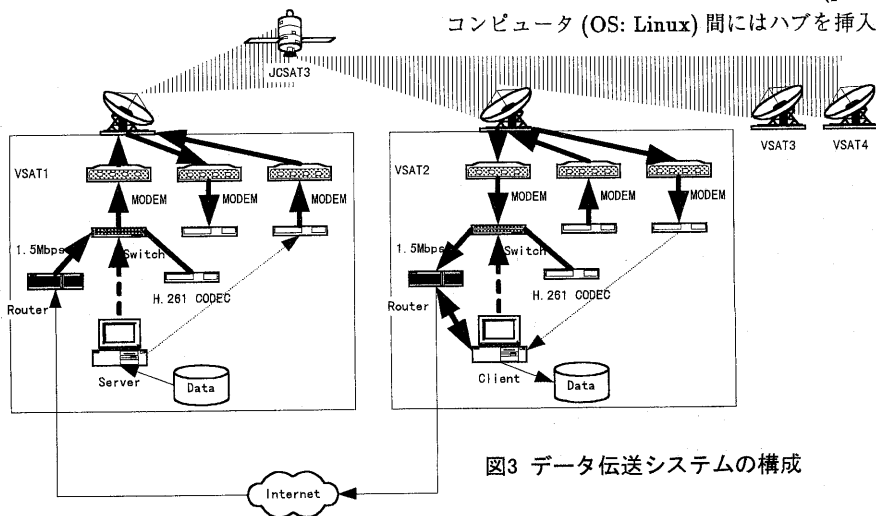 コンピュータ (OS: Linux) 間にはハブを挿入
JCSAT3
VSAT3
VSAT4
VSAT1
MODEM
MODEM
MODEM
1.5Mbps
Switch
Router
H.261 CODEC
Server
Data
VSAT2
MODEM
MODEM
MODEM
1.5Mbps
Switch
Router
H.261 CODEC
Client
Data
Internet
図3 データ伝送システムの構成